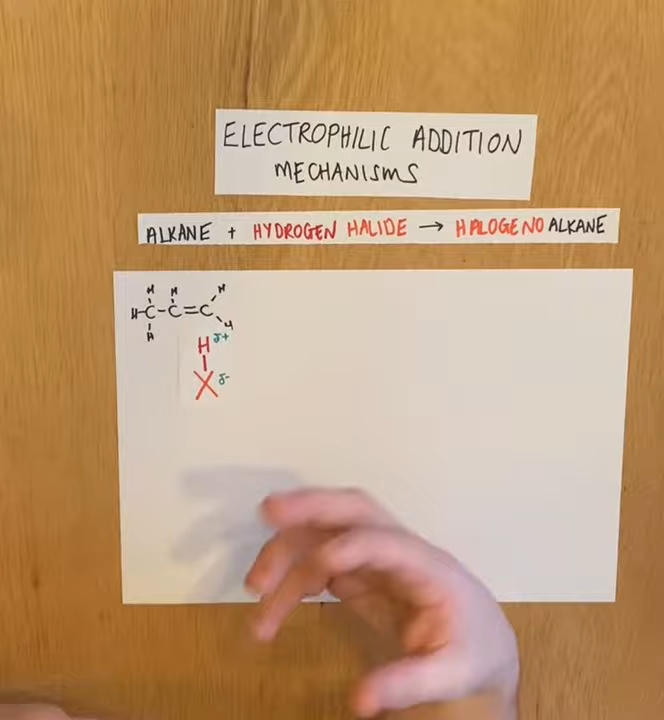 ELECTROPHILIC ADDITION
MECHANISMS
ALKANE + HYDROGEN HALIDE → HALOGENO ALKANE
H H H
H-C-C=C
H H
H δ+
X δ-